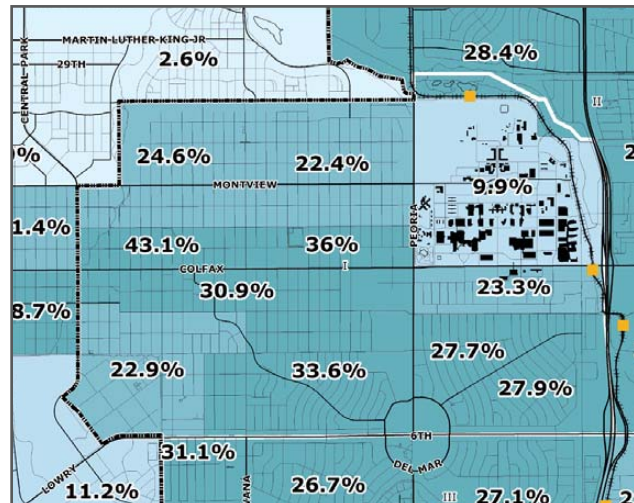 MARTIN LUTHER KING JR
28.4%
29TH
2.6%
CENTRAL PARK
II
24.6%
22.4%
MONTVIEW
9.9%
1.4%
PEORIA
43.1%
36%
COLFAX
I
30.9%
23.3%
8.7%
27.7%
22.9%
33.6%
27.9%
6TH
31.1%
DEL MAR
LOWRY
11.2%
26.7%
III
27.1%